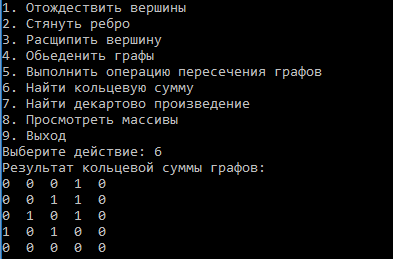 1. Отождествить вершины
2. Стянуть ребро
3. Расщипить вершину
4. Обьеденить графы
5. Выполнить операцию пересечения графов
6. Найти кольцевую сумму
7. Найти декартово произведение
8. Просмотреть массивы
9. Выход
Выберите действие: 6
Результат кольцевой суммы графов:
0 0 0 1 0
0 0 1 1 0
0 1 0 1 0
1 0 1 0 0
0 0 0 0 0